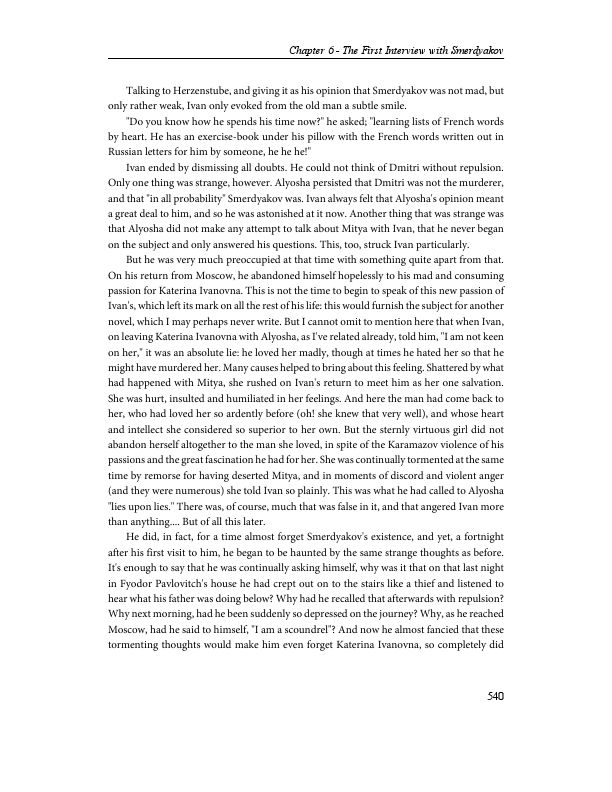 Chapter 6 - The First Interview with Smerdyakov
Talking to Herzenstube, and giving it as his opinion that Smerdyakov was not mad, but
only rather weak, Ivan only evoked from the old man a subtle smile.
"Do you know how he spends his time now?" he asked; "learning lists of French words
by heart. He has an exercise-book under his pillow with the French words written out in
Russian letters for him by someone, he he he!"
Ivan ended by dismissing all doubts. He could not think of Dmitri without repulsion.
Only one thing was strange, however. Alyosha persisted that Dmitri was not the murderer,
and that "in all probability" Smerdyakov was. Ivan always felt that Alyosha's opinion meant
a great deal to him, and so he was astonished at it now. Another thing that was strange was
that Alyosha did not make any attempt to talk about Mitya with Ivan, that he never began
on the subject and only answered his questions. This, too, struck Ivan particularly.
But he was very much preoccupied at that time with something quite apart from that.
On his return from Moscow, he abandoned himself hopelessly to his mad and consuming
passion for Katerina Ivanovna. This is not the time to begin to speak of this new passion of
Ivan's, which left its mark on all the rest of his life: this would furnish the subject for another
novel, which I may perhaps never write. But I cannot omit to mention here that when Ivan,
on leaving Katerina Ivanovna with Alyosha, as I've related already, told him, "I am not keen
on her," it was an absolute lie: he loved her madly, though at times he hated her so that he
might have murdered her. Many causes helped to bring about this feeling. Shattered by what
had happened with Mitya, she rushed on Ivan's return to meet him as her one salvation.
She was hurt, insulted and humiliated in her feelings. And here the man had come back to
her, who had loved her so ardently before (oh! she knew that very well), and whose heart
and intellect she considered so superior to her own. But the sternly virtuous girl did not
abandon herself altogether to the man she loved, in spite of the Karamazov violence of his
passions and the great fascination he had for her. She was continually tormented at the same
time by remorse for having deserted Mitya, and in moments of discord and violent anger
(and they were numerous) she told Ivan so plainly. This was what he had called to Alyosha
"lies upon lies." There was, of course, much that was false in it, and that angered Ivan more
than anything.... But of all this later.
He did, in fact, for a time almost forget Smerdyakov's existence, and yet, a fortnight
after his first visit to him, he began to be haunted by the same strange thoughts as before.
It's enough to say that he was continually asking himself, why was it that on that last night
in Fyodor Pavlovitch's house he had crept out on to the stairs like a thief and listened to
hear what his father was doing below? Why had he recalled that afterwards with repulsion?
Why next morning, had he been suddenly so depressed on the journey? Why, as he reached
Moscow, had he said to himself, "I am a scoundrel"? And now he almost fancied that these
tormenting thoughts would make him even forget Katerina Ivanovna, so completely did
540